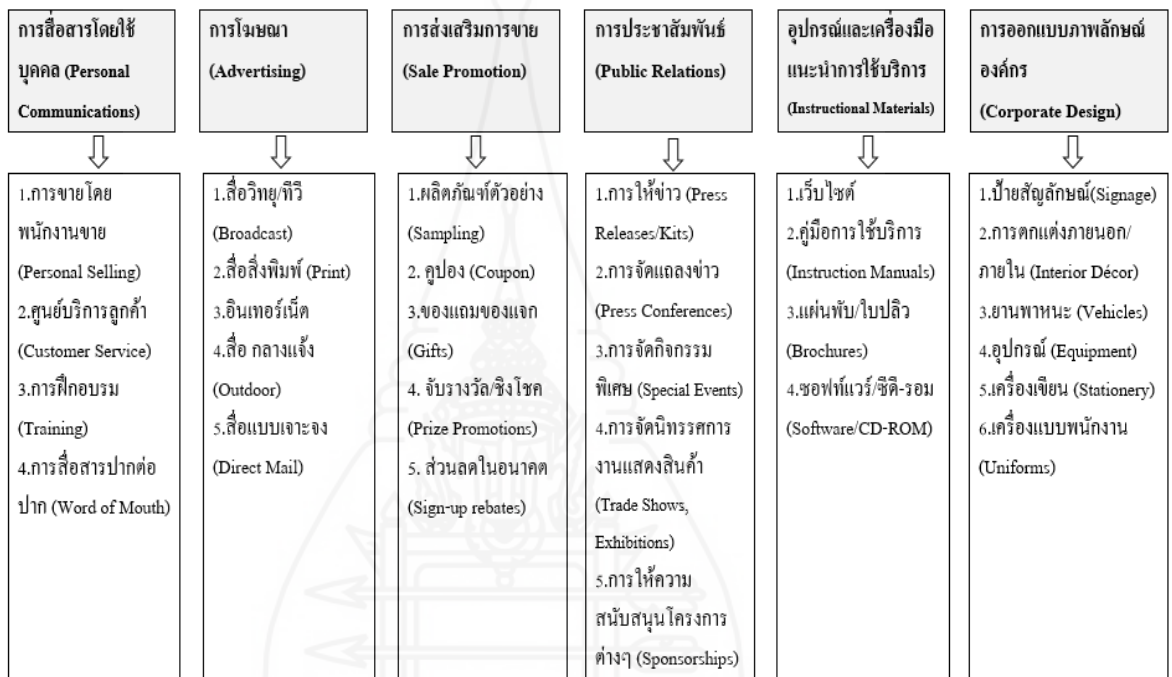 การสื่อสารโดยใช้
บุคคล (Personal
Communications)
1.การขายโดย
พนักงานขาย
(Personal Selling)
2.ศูนย์บริการลูกค้า
(Customer Service)
3.การฝึกอบรม
(Training)
4.การสื่อสารปากต่อ
ปาก (Word of Mouth)
การโฆษณา
(Advertising)
1.สื่อวิทยุ/ทีวี
(Broadcast)
2.สื่อสิ่งพิมพ์ (Print)
3.อินเทอร์เน็ต
4.สื่อ กลางแจ้ง
(Outdoor)
5.สื่อแบบเจาะจง
(Direct Mail)
การส่งเสริมการขาย
(Sale Promotion)
1.ผลิตภัณฑ์ตัวอย่าง
(Sampling)
2. คูปอง (Coupon)
3.ของแถมของแจก
(Gifts)
4. จับรางวัล/ชิงโชค
(Prize Promotions)
5. ส่วนลดในอนาคต
(Sign-up rebates)
การประชาสัมพันธ์
(Public Relations)
1.การให้ข่าว (Press
Releases/Kits)
2.การจัดแถลงข่าว
(Press Conferences)
3.การจัดกิจกรรม
พิเศษ (Special Events)
4.การจัดนิทรรศการ
งานแสดงสินค้า
(Trade Shows,
Exhibitions)
5.การให้ความ
สนับสนุนโครงการ
ต่างๆ (Sponsorships)
อุปกรณ์และเครื่องมือ
แนะนำการใช้บริการ
(Instructional Materials)
1.เว็บไซต์
2.คู่มือการใช้บริการ
(Instruction Manuals)
3.แผ่นพับ/ใบปลิว
(Brochures)
4.ซอฟท์แวร์/ซีดี-รอม
(Software/CD-ROM)
การออกแบบภาพลักษณ์
องค์กร
(Corporate Design)
1.ป้ายสัญลักษณ์(Signage)
2.การตกแต่งภายนอก/
ภายใน (Interior Décor)
3.ยานพาหนะ (Vehicles)
4.อุปกรณ์ (Equipment)
5.เครื่องเขียน (Stationery)
6.เครื่องแบบพนักงาน
(Uniforms)